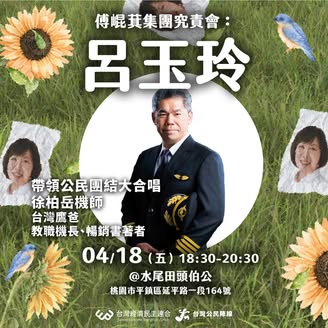 傅崐萁集團究責會：
呂玉玲
帶領公民團結大合唱
徐柏岳機師
台灣鷹爸
教職機長、暢銷書著者
04/18（五）18:30-20:30
@水尾田頭伯公
桃園市平鎮區延平路一段164號
台灣經濟民主連合
台灣公民陣線